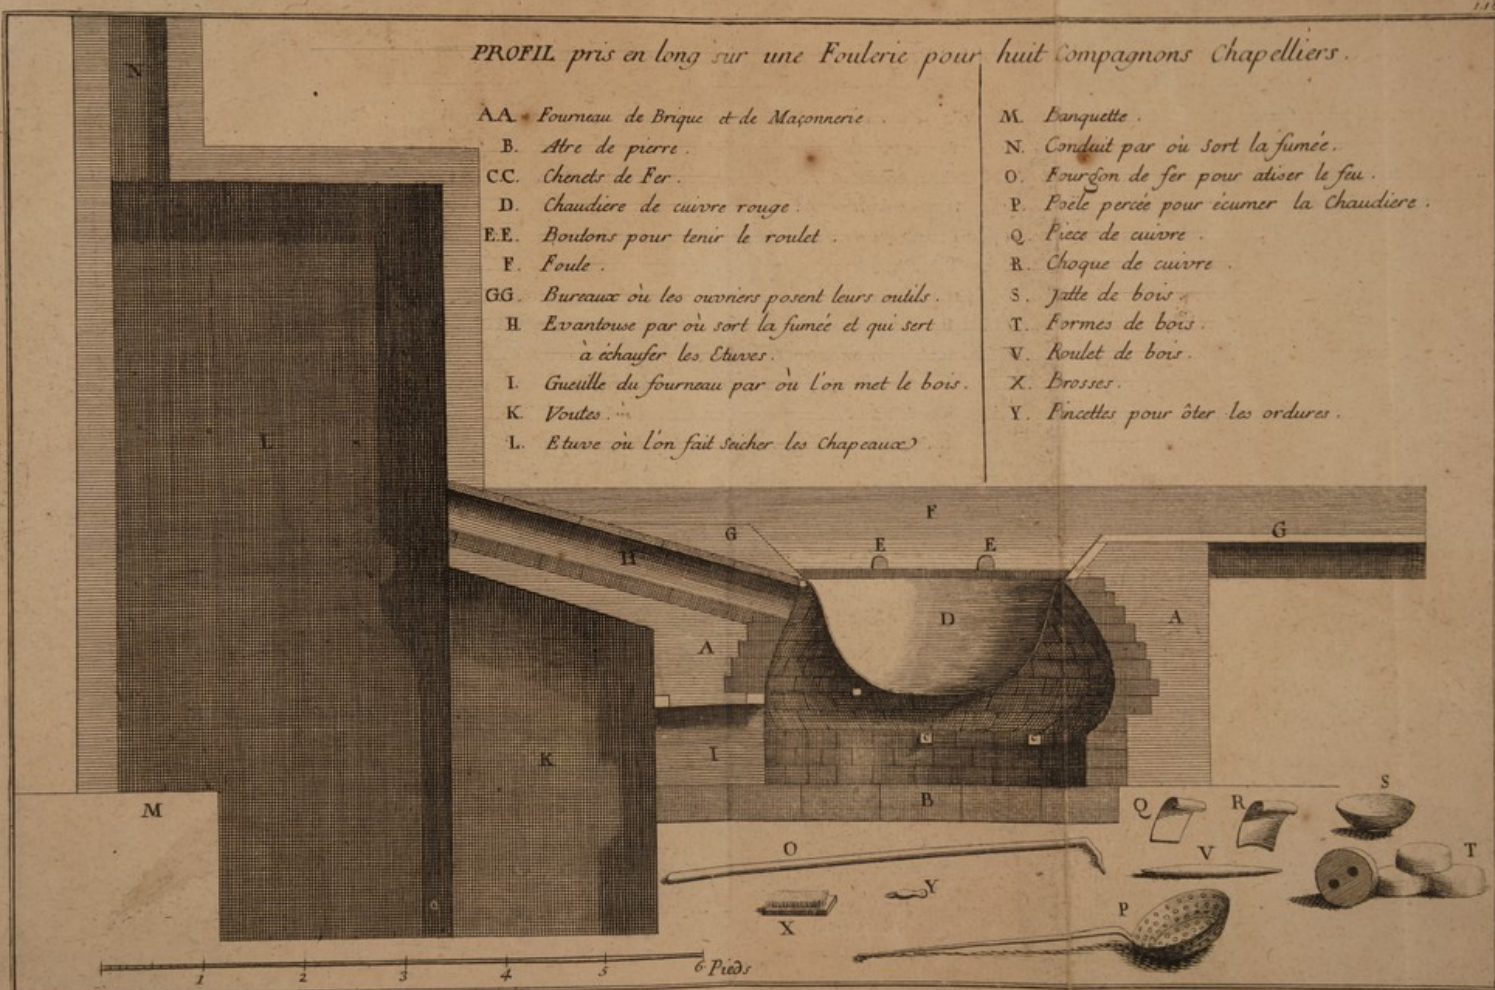 PROFIL pris en long sur une Foulerie pour huit Compagnons Chapelliers.
A.A. Fourneau de Brique et de Maçonnerie.
B. Atre de pierre.
C.C. Chenets de Fer.
D. Chaudiere de cuivre rouge.
E.E. Boutons pour tenir le roulet.
F. Foule.
G.G. Bureaux où les ouvriers posent leurs outils.
H. Evantouse par où sort la fumée et qui sert
à échaufer les Etuves.
I. Gueulle du fourneau par où l'on met le bois.
K. Voutes.
L. Etuve où l'on fait seicher les Chapeaux
M. Banquette.
N. Conduit par où sort la fumée.
O. Fourgon de fer pour atiser le feu.
P. Poële percée pour écumer la Chaudiere.
Q. Piece de cuivre.
R. Choque de cuivre.
S. Jatte de bois.
T. Formes de bois.
V. Roulet de bois.
X. Brosses.
Y. Pincettes pour ôter les ordures.
N
L
F
G
G
E
E
H
D
A
A
C
C
I
K
B
M
Q
R
S
O
V
T
Y
X
P
1 2 3 4 5 6 Pieds